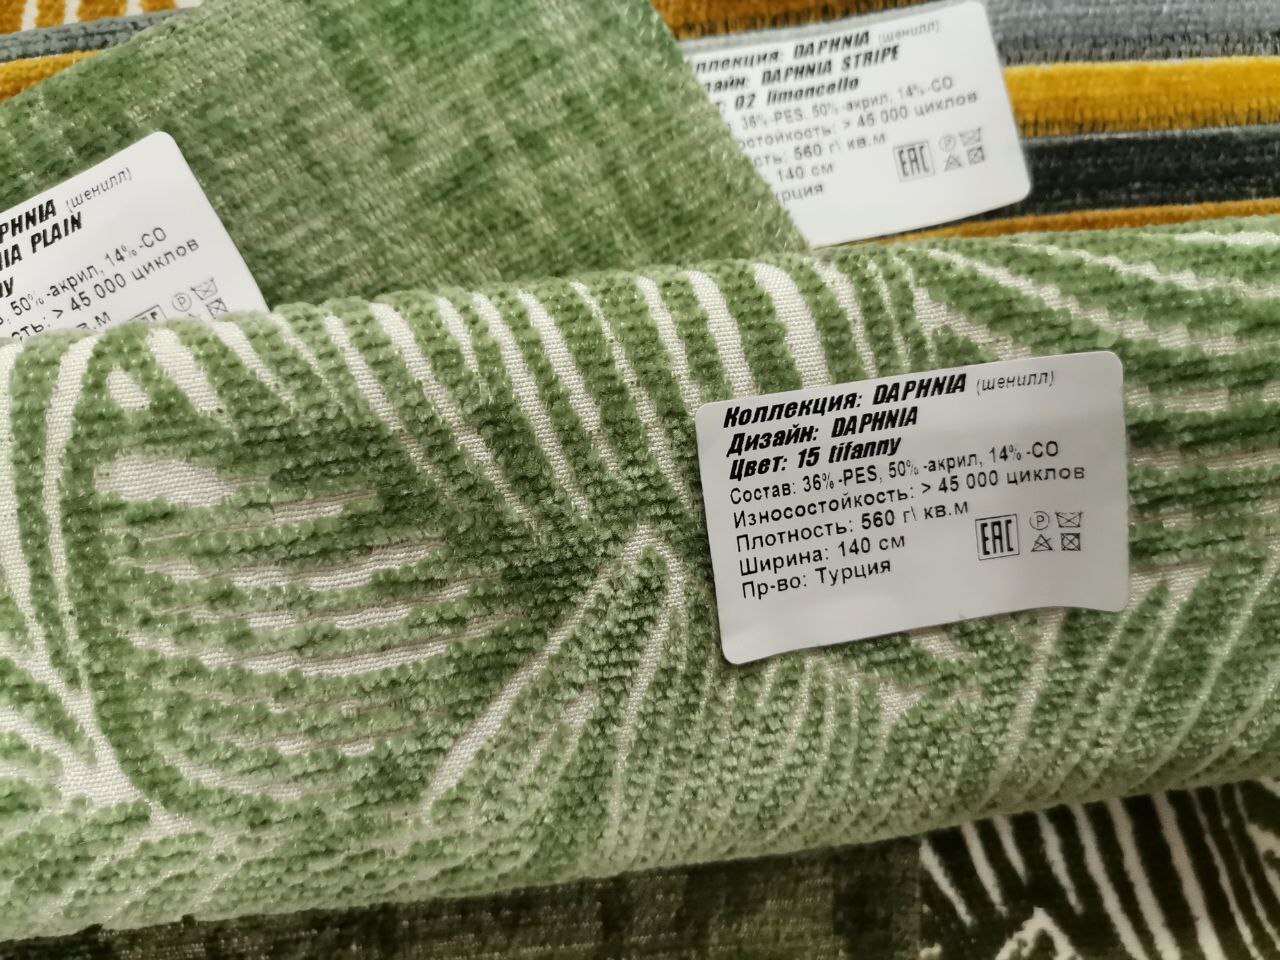 Коллекция: DAPHNIA (шенилл)
Дизайн: DAPHNIA STRIPE
02 limoncello
36%-PES, 50%-акрил, 14%-CO
> 45 000 циклов
560 г\ кв.м
140 см
(шенилл)
PLAIN
50%-акрил, 14%-CO
> 45 000 циклов
Коллекция: DAPHNIA (шенилл)
Дизайн: DAPHNIA
Цвет: 15 tifanny
Состав: 36%-PES, 50%-акрил, 14%-CO
Износостойкость: > 45 000 циклов
Плотность: 560 г\ кв.м
Ширина: 140 см
Пр-во: Турция
EAC
P
EAC
P
P